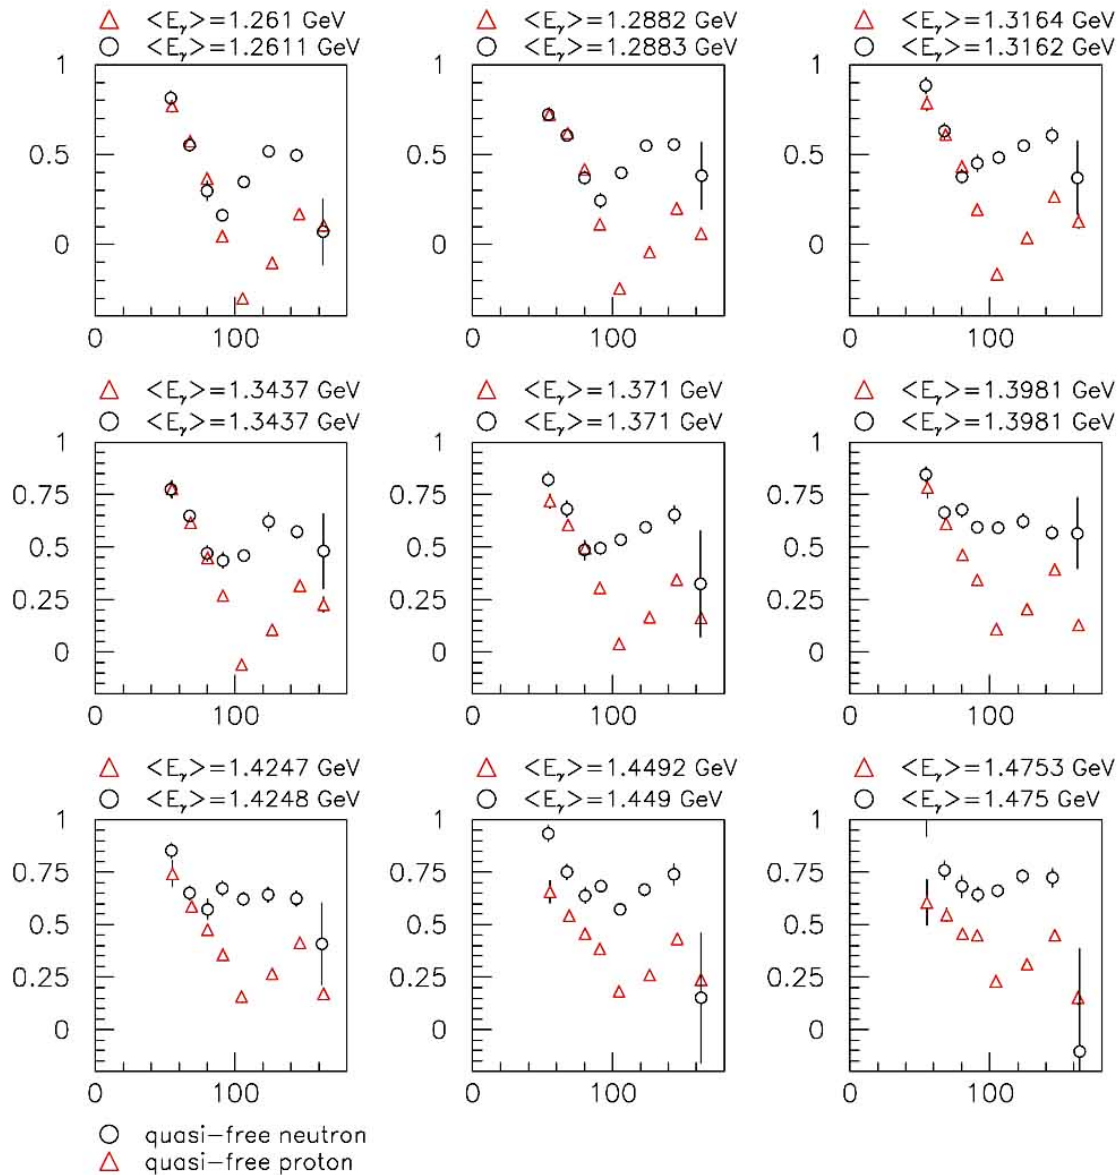 △ <Eγ>=1.261 GeV
○ <Eγ>=1.2611 GeV
△ <Eγ>=1.2882 GeV
○ <Eγ>=1.2883 GeV
△ <Eγ>=1.3164 GeV
○ <Eγ>=1.3162 GeV
1
0.5
0
0
100
0
100
0
100
△ <Eγ>=1.3437 GeV
○ <Eγ>=1.3437 GeV
△ <Eγ>=1.371 GeV
○ <Eγ>=1.371 GeV
△ <Eγ>=1.3981 GeV
○ <Eγ>=1.3981 GeV
1
0.5
0
1
0.5
0
1
0.75
0.5
0.25
0
0
100
1
0.75
0.5
0.25
0
0
100
1
0.75
0.5
0.25
0
0
100
△ <Eγ>=1.4247 GeV
○ <Eγ>=1.4248 GeV
△ <Eγ>=1.4492 GeV
○ <Eγ>=1.449 GeV
△ <Eγ>=1.4753 GeV
○ <Eγ>=1.475 GeV
1
0.75
0.5
0.25
0
0
100
1
0.75
0.5
0.25
0
0
100
1
0.75
0.5
0.25
0
0
100
○ quasi-free neutron
△ quasi-free proton